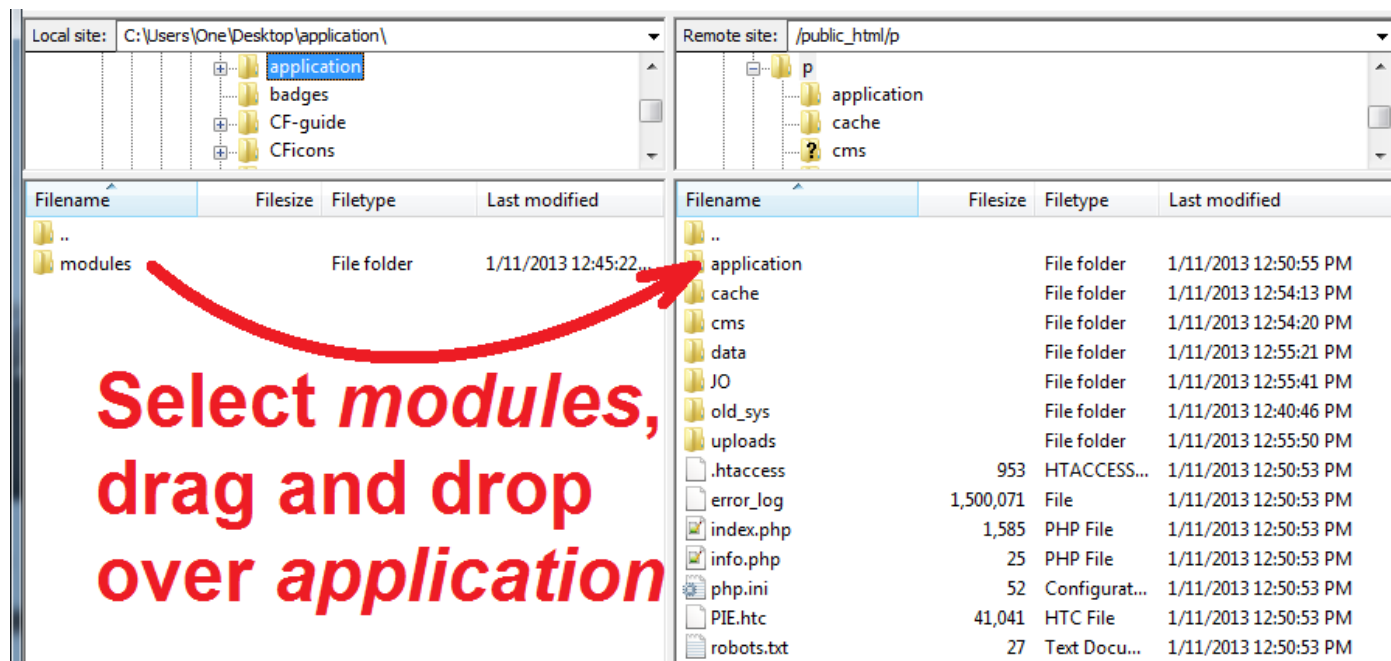 Local site: C:\Users\One\Desktop\application\ Remote site: /public_html/p
application p
badges application
CF-guide cache
CFicons cms
Filename Filesize Filetype Last modified Filename Filesize Filetype Last modified
.. ..
modules File folder 1/11/2013 12:45:22... application File folder 1/11/2013 12:50:55 PM
cache File folder 1/11/2013 12:54:13 PM
cms File folder 1/11/2013 12:54:20 PM
data File folder 1/11/2013 12:55:21 PM
JO File folder 1/11/2013 12:55:41 PM
old_sys File folder 1/11/2013 12:40:46 PM
uploads File folder 1/11/2013 12:55:50 PM
.htaccess 953 HTACCESS... 1/11/2013 12:50:53 PM
error_log 1,500,071 File 1/11/2013 12:50:53 PM
index.php 1,585 PHP File 1/11/2013 12:50:53 PM
info.php 25 PHP File 1/11/2013 12:50:53 PM
php.ini 52 Configurat... 1/11/2013 12:50:53 PM
PIE.htc 41,041 HTC File 1/11/2013 12:50:53 PM
robots.txt 27 Text Docu... 1/11/2013 12:50:53 PM
Select modules,
drag and drop
over application